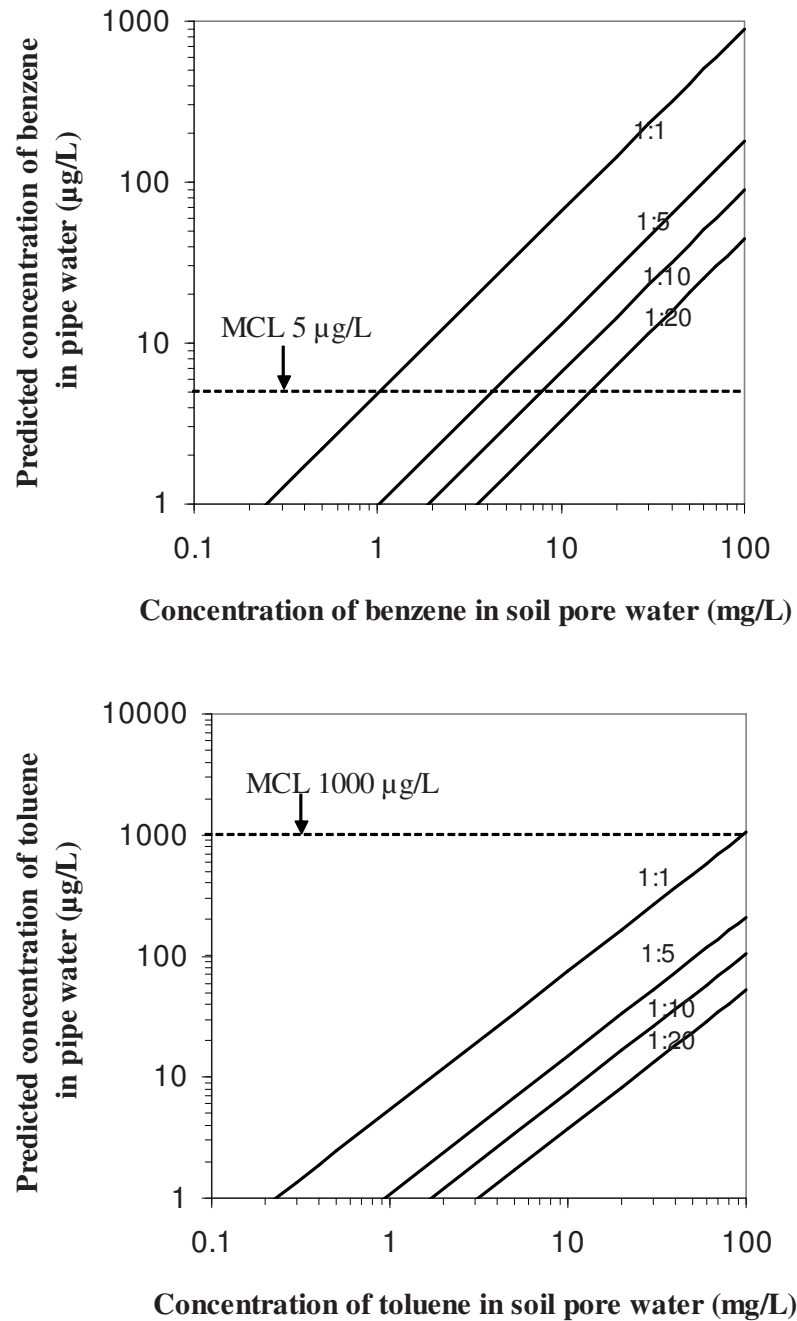 Predicted concentration of benzene
in pipe water (µg/L)
1000
100
10
1
MCL 5 µg/L
1:1
1:5
1:10
1:20
0.1 1 10 100
Concentration of benzene in soil pore water (mg/L)
Predicted concentration of toluene
in pipe water (µg/L)
10000
1000
100
10
1
MCL 1000 µg/L
1:1
1:5
1:10
1:20
0.1 1 10 100
Concentration of toluene in soil pore water (mg/L)